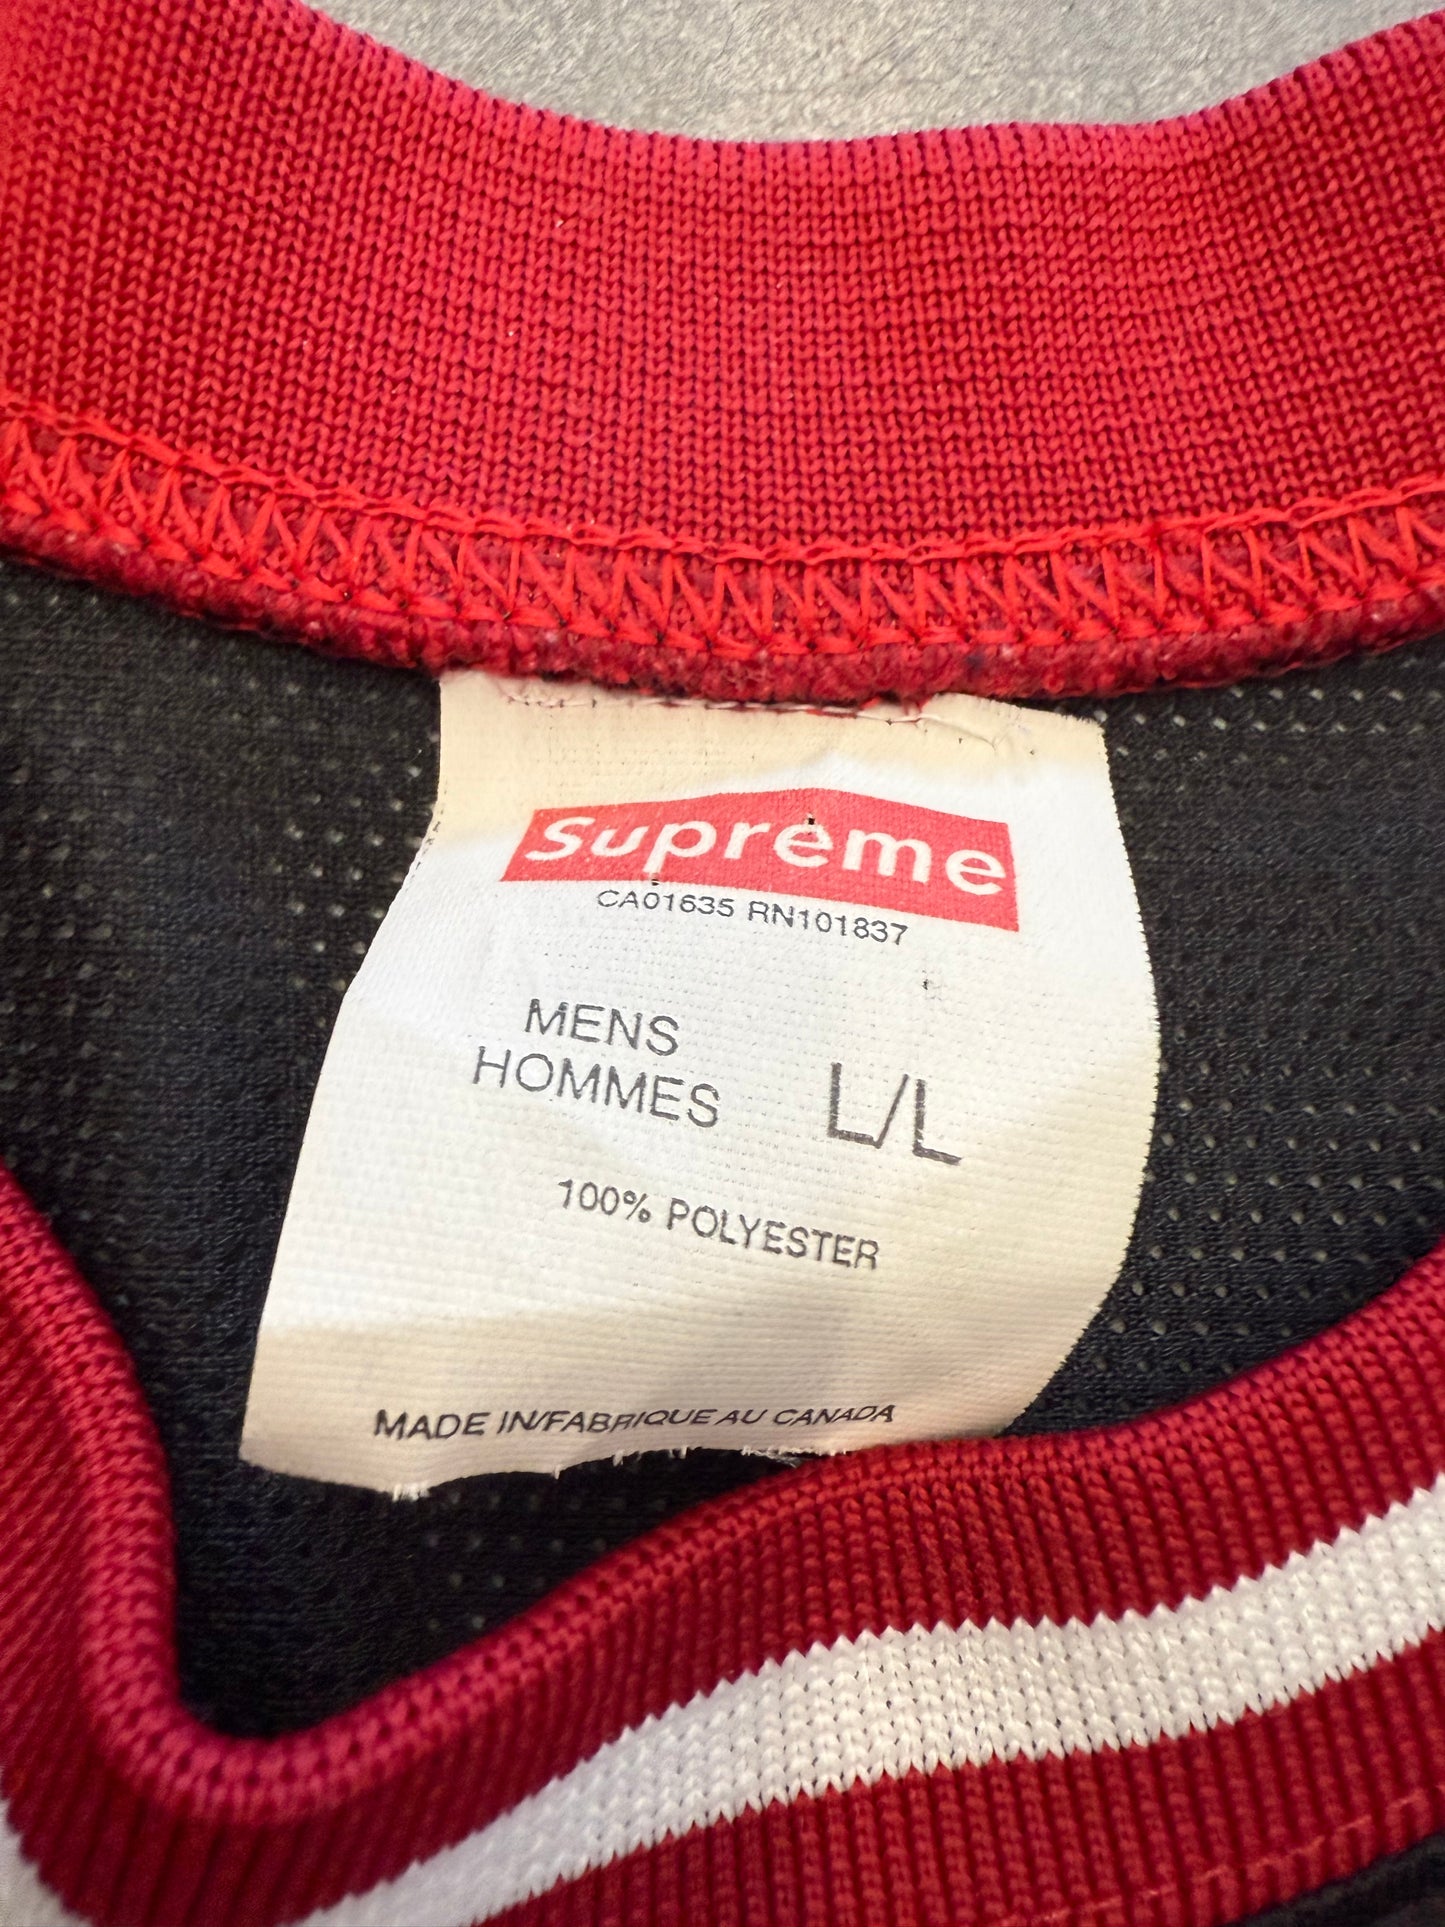 Supreme
CA01635 RN101837
MENS
HOMMES
L/L
100% POLYESTER
MADE IN/FABRIQUE AU CANADA